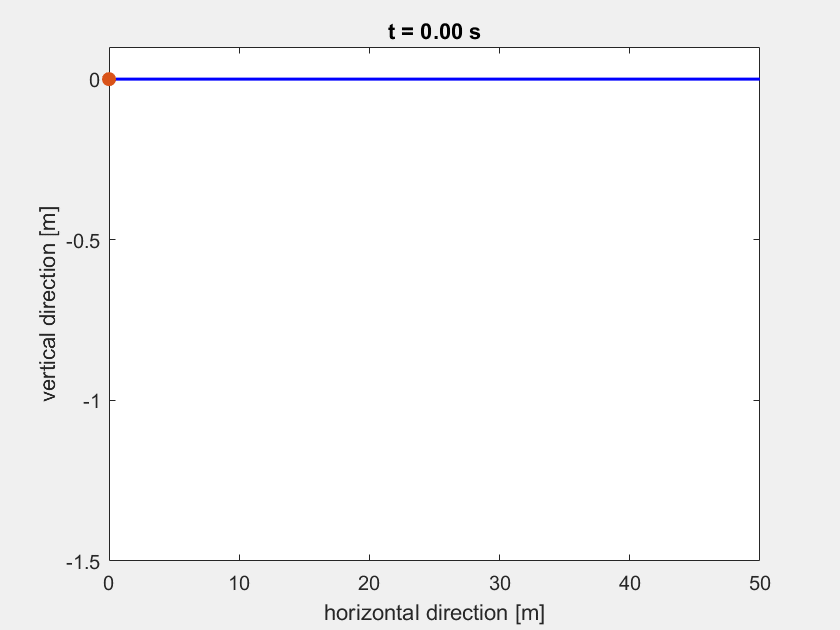 t = 0.00 s
0
-0.5
-1
-1.5
vertical direction [m]
0 10 20 30 40 50
horizontal direction [m]